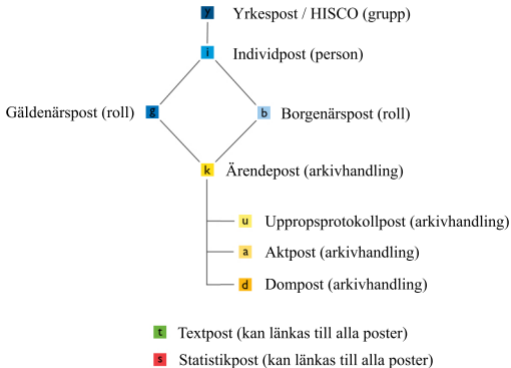 y Yrkespost / HISCO (grupp)
i Individpost (person)
Gäldenärspost (roll) g b Borgenärspost (roll)
k Ärendepost (arkivhandling)
u Uppropsprotokollpost (arkivhandling)
a Aktpost (arkivhandling)
d Dompost (arkivhandling)
t Textpost (kan länkas till alla poster)
s Statistikpost (kan länkas till alla poster)